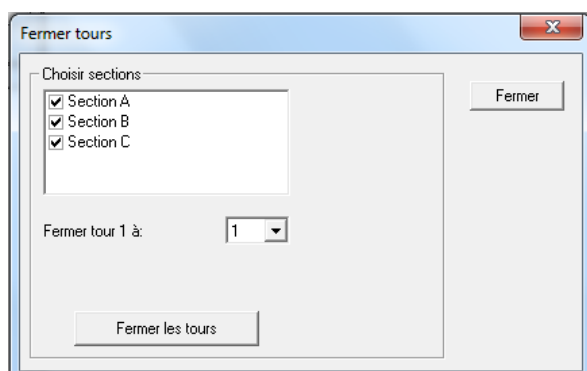 Fermer tours
Choisir sections
Section A
Section B
Section C
Fermer
Fermer tour 1 à:
1
Fermer les tours